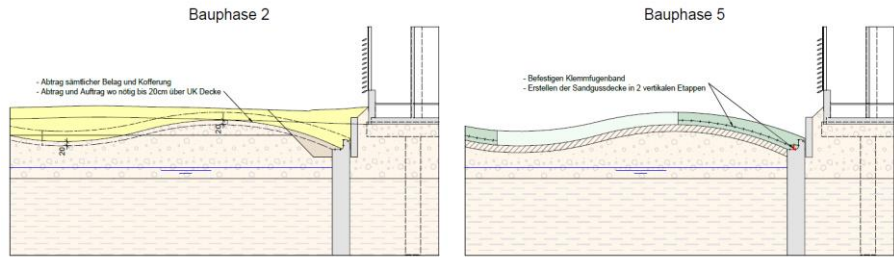 Bauphase 2
- Abtrag sämtlicher Belag und Kofferung
- Abtrag und Auftrag wo nötig bis 20cm über UK Decke
20
20
Bauphase 5
- Befestigen Klemmfugenband
- Erstellen der Sandgussdecke in 2 vertikalen Etappen